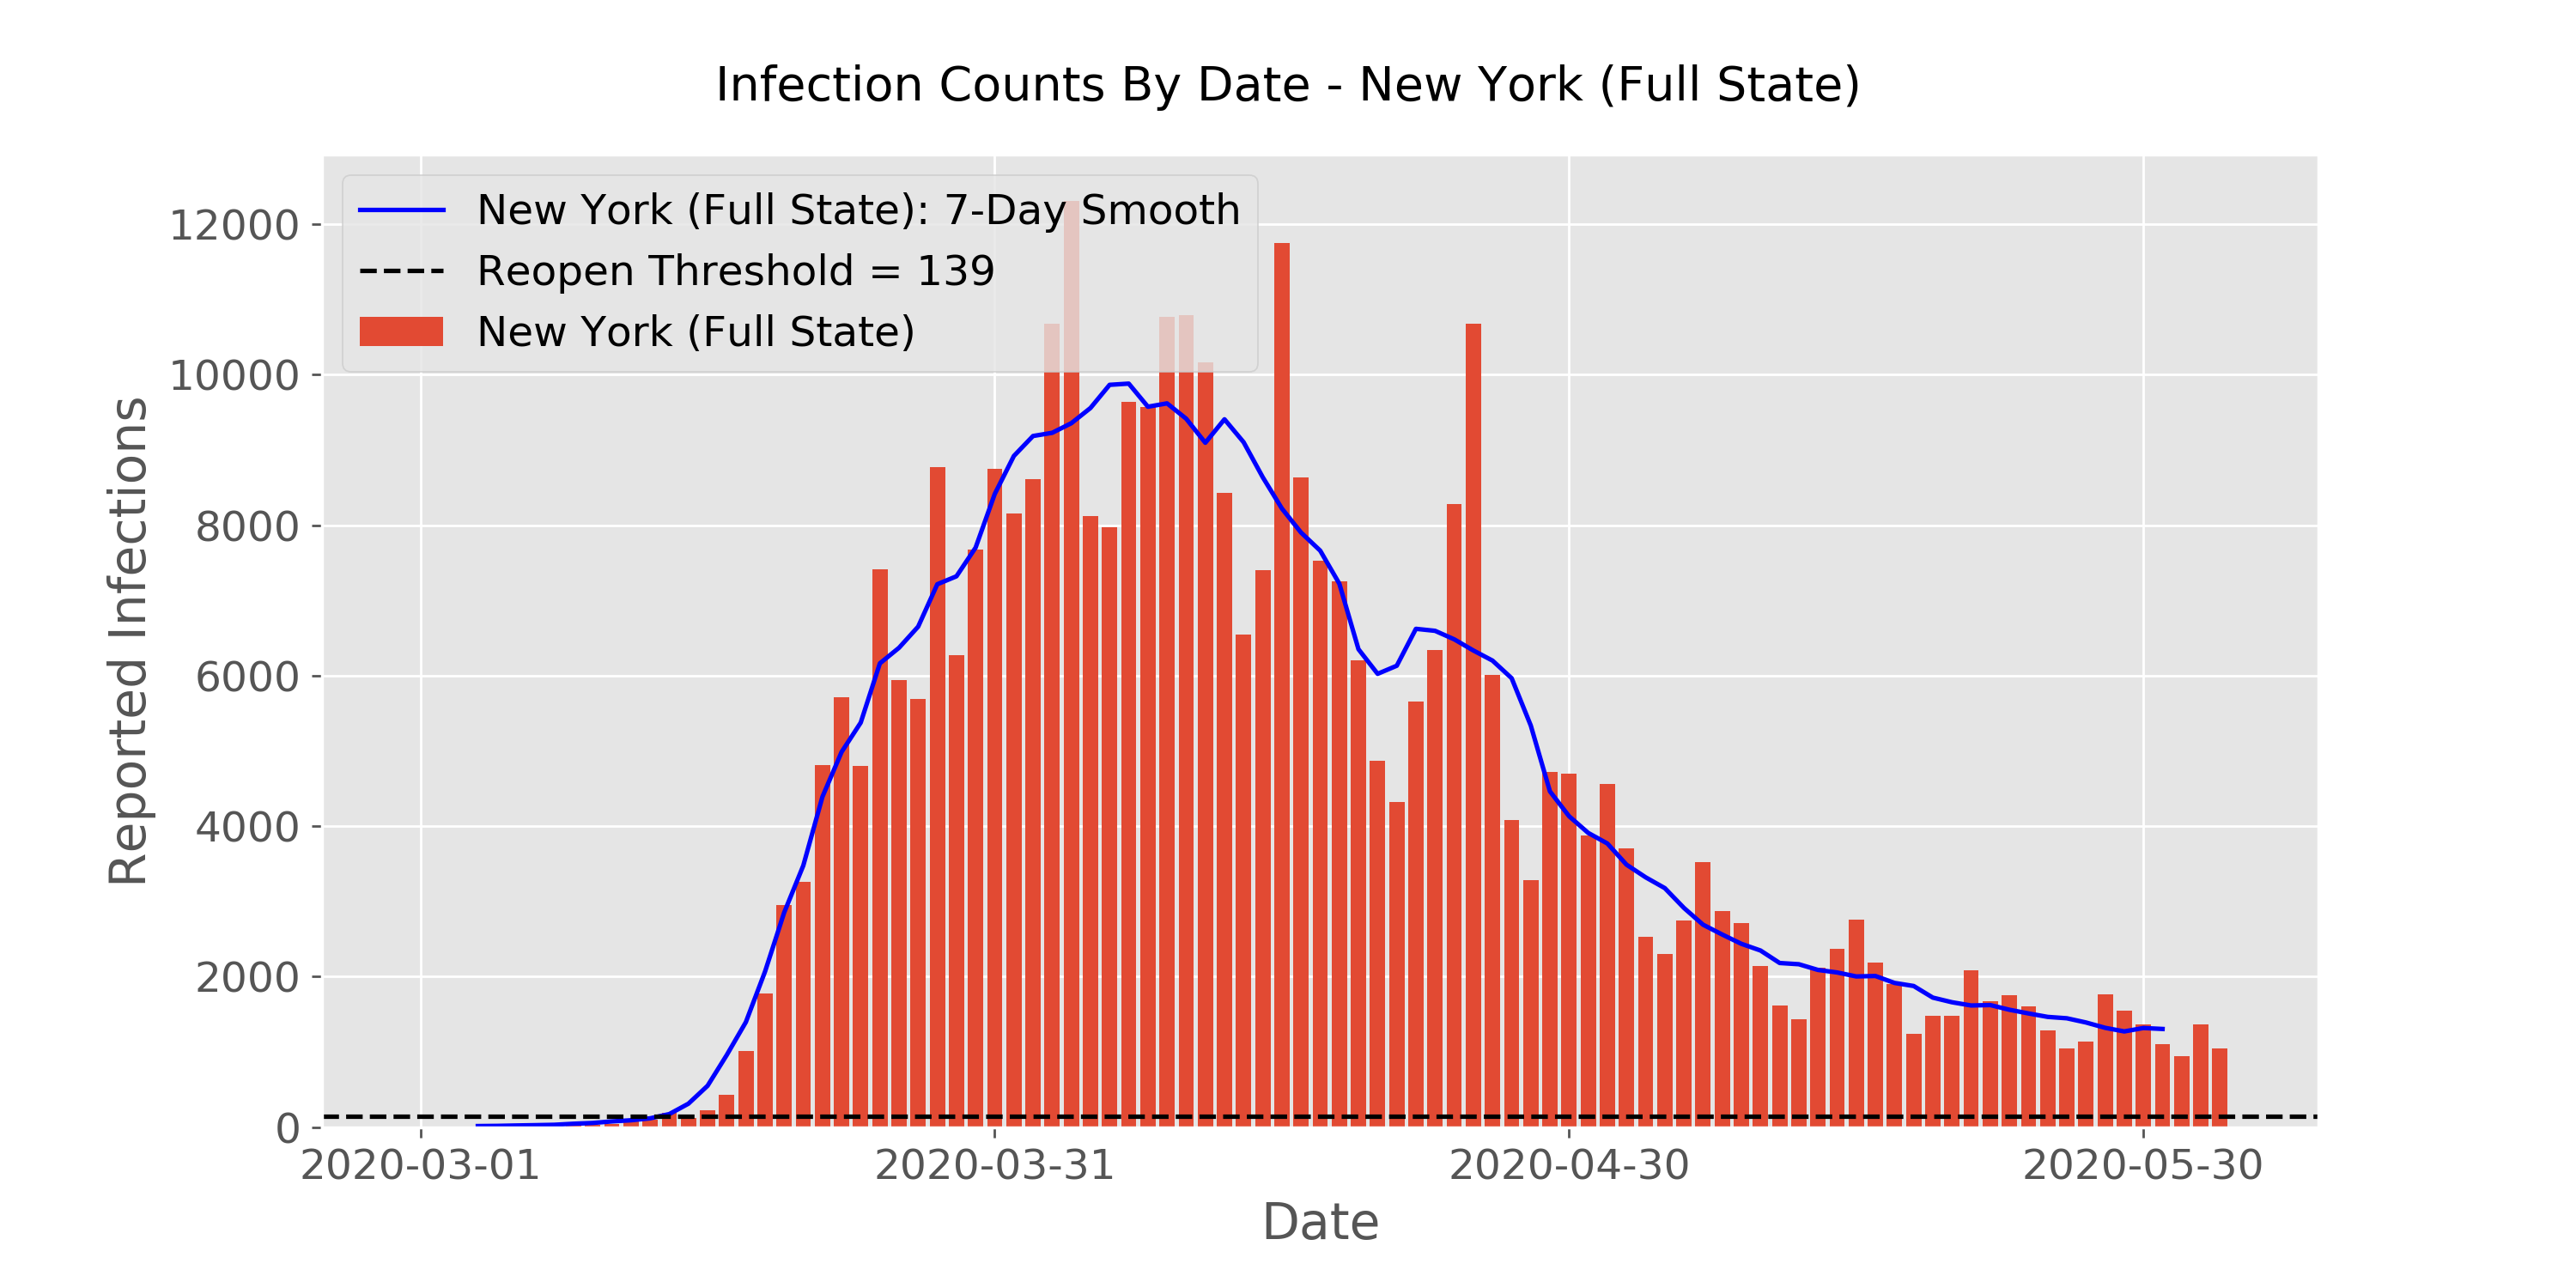 Infection Counts By Date - New York (Full State)
New York (Full State): 7-Day Smooth
Reopen Threshold = 139
New York (Full State)
12000
10000
8000
6000
4000
2000
0
Reported Infections
2020-03-01 2020-03-31 2020-04-30 2020-05-30
Date